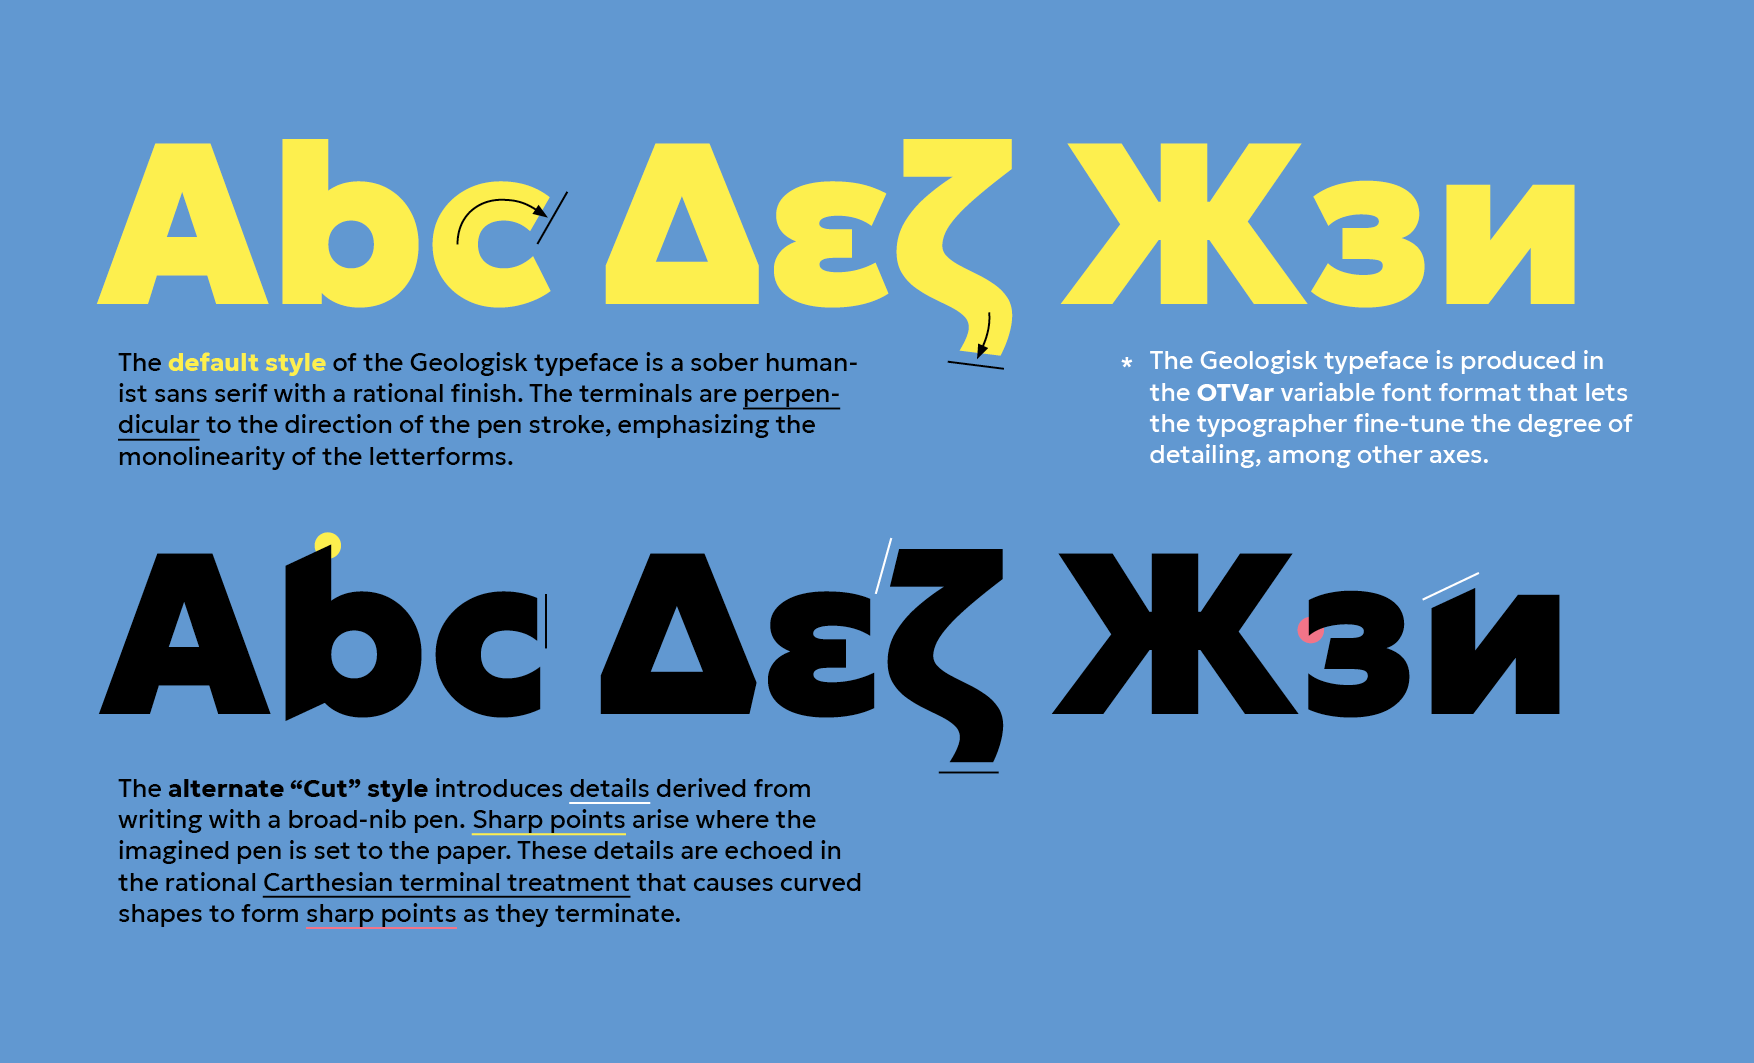 Abc Δεζ Жзи
The default style of the Geologisk typeface is a sober human-
ist sans serif with a rational finish. The terminals are perpen-
dicular to the direction of the pen stroke, emphasizing the
monolinearity of the letterforms.
* The Geologisk typeface is produced in
the OTVar variable font format that lets
the typographer fine-tune the degree of
detailing, among other axes.
Abc Δεζ Жзи
The alternate “Cut” style introduces details derived from
writing with a broad-nib pen. Sharp points arise where the
imagined pen is set to the paper. These details are echoed in
the rational Carthesian terminal treatment that causes curved
shapes to form sharp points as they terminate.